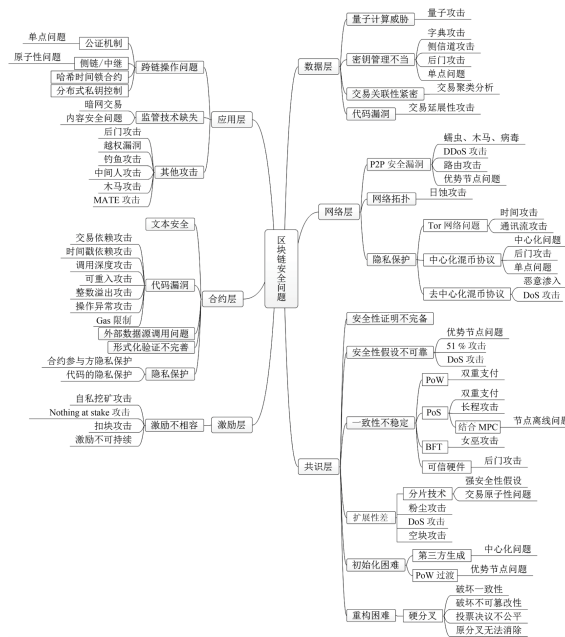 区块链安全问题
应用层
跨链操作问题
公证机制
单点问题
侧链/中继
原子性问题
哈希时间锁合约
分布式私钥控制
监管技术缺失
暗网交易
内容安全问题
其他攻击
后门攻击
越权漏洞
钓鱼攻击
中间人攻击
木马攻击
MATE 攻击
合约层
文本安全
代码漏洞
交易依赖攻击
时间戳依赖攻击
调用深度攻击
可重入攻击
整数溢出攻击
操作异常攻击
Gas 限制
外部数据源调用问题
形式化验证不完善
隐私保护
合约参与方隐私保护
代码的隐私保护
激励层
激励不相容
自私挖矿攻击
Nothing at stake 攻击
扣块攻击
激励不可持续
数据层
量子计算威胁
量子攻击
密钥管理不当
字典攻击
侧信道攻击
后门攻击
单点问题
交易关联性紧密
交易聚类分析
代码漏洞
交易延展性攻击
网络层
P2P 安全漏洞
蠕虫、木马、病毒
DDoS 攻击
路由攻击
优势节点问题
网络拓扑
日蚀攻击
隐私保护
Tor 网络问题
时间攻击
通讯流攻击
中心化混币协议
中心化问题
后门攻击
单点问题
去中心化混币协议
恶意渗入
DoS 攻击
共识层
安全性证明不完备
安全性假设不可靠
优势节点问题
51 % 攻击
DoS 攻击
一致性不稳定
PoW
双重支付
PoS
双重支付
长程攻击
结合 MPC
节点离线问题
BFT
女巫攻击
可信硬件
后门攻击
扩展性差
分片技术
强安全性假设
交易原子性问题
粉尘攻击
DoS 攻击
空块攻击
初始化困难
第三方生成
中心化问题
PoW 过渡
优势节点问题
重构困难
硬分叉
破坏一致性
破坏不可篡改性
投票决议不公平
原分叉无法消除